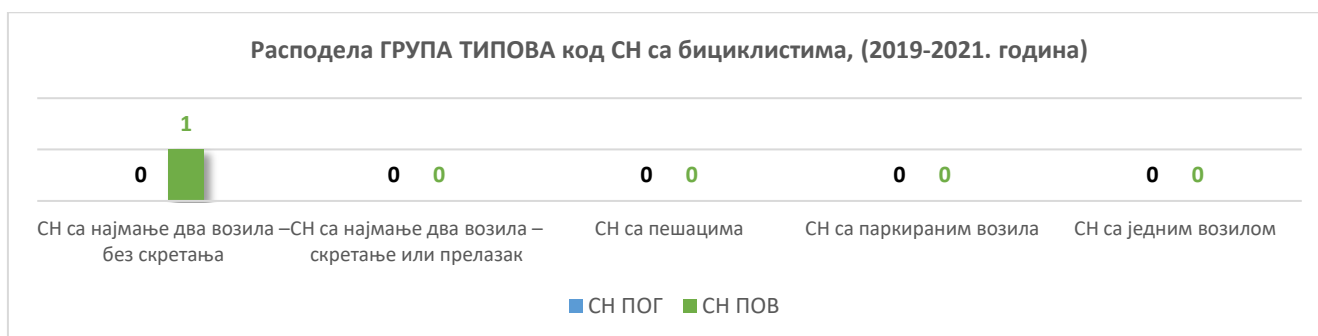 Расподела ГРУПА ТИПОВА код СН са бициклистима, (2019-2021. година)
1
0 0 0 0 0 0 0 0 0
СН са најмање два возила –
без скретања
СН са најмање два возила –
скретање или прелазак
СН са пешацима
СН са паркираним возила
СН са једним возилом
СН ПОГ СН ПОВ